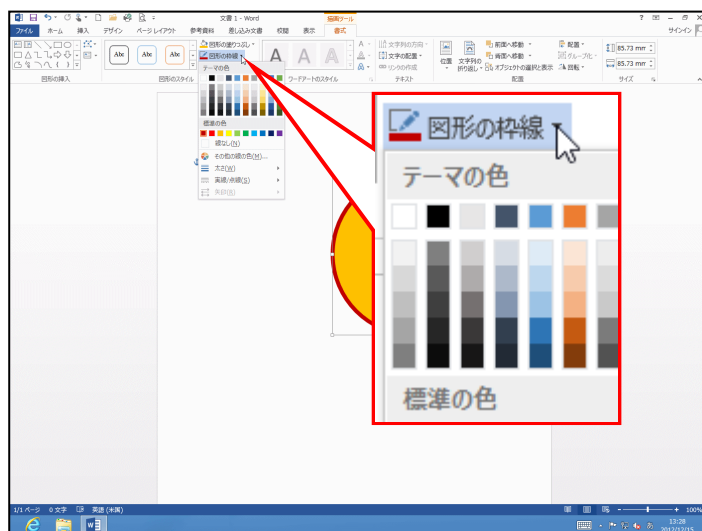 文書 1 - Word
描画ツール
ファイル ホーム 挿入 デザイン ページ レイアウト 参考資料 差し込み文書 校閲 表示 書式
サインイン
Abc Abc Abc
図形の塗りつぶし
図形の枠線
A A A
文字列の方向
文字の配置
リンクの作成
位置
文字列の
折り返し
前面へ移動
背面へ移動
オブジェクトの選択と表示
配置
グループ化
回転
85.73 mm
85.73 mm
図形の挿入 図形のスタイル ワードアートのスタイル テキスト 配置 サイズ
テーマの色
標準の色
線なし(N)
その他の線の色(M)...
太さ(W)
実線/点線(S)
矢印(R)
図形の枠線
テーマの色
標準の色
1/1 ページ 0 文字 英語 (米国)
100%
13:28
2012/12/15